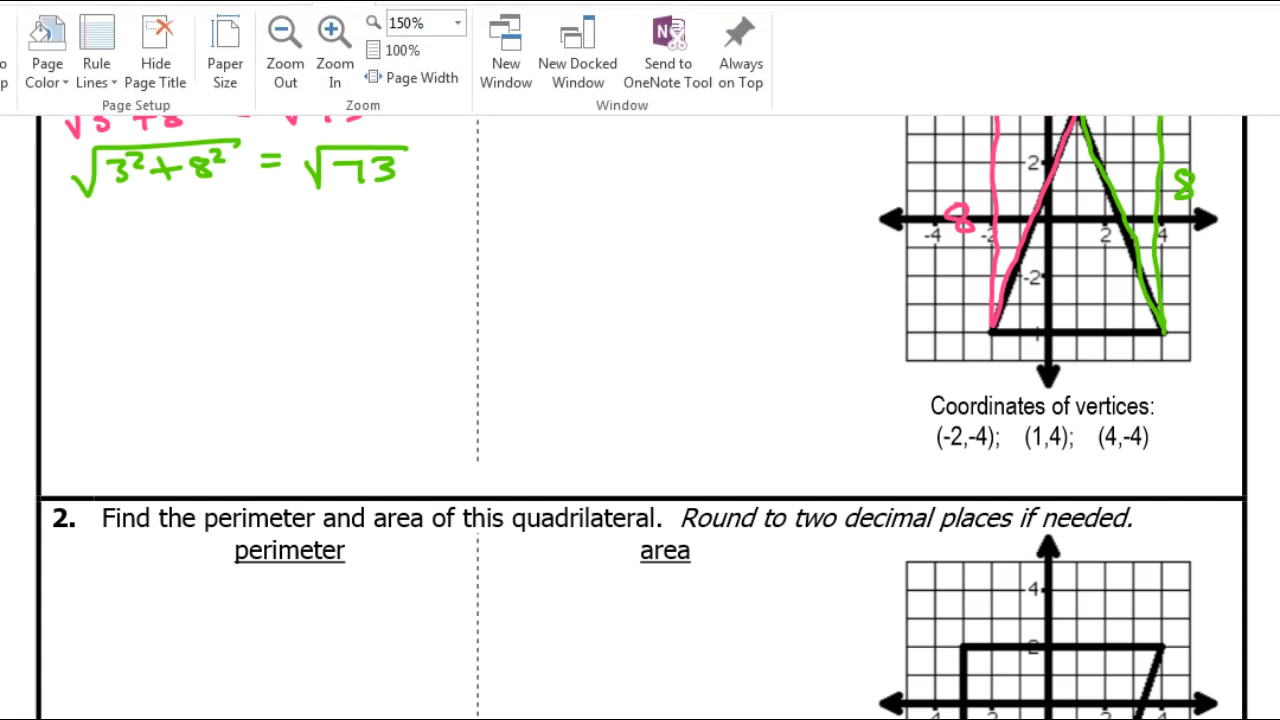 Page Color
Rule Lines
Hide Page Title
Paper Size
Zoom Out
Zoom In
150%
100%
Page Width
New Window
New Docked Window
Send to OneNote Tool
Always on Top
Page Setup
Zoom
Window
√3²+8² = √73
2
8
8
-4
-2
2
4
-2
Coordinates of vertices:
(-2,-4); (1,4); (4,-4)
2. Find the perimeter and area of this quadrilateral. Round to two decimal places if needed.
perimeter
area
4
2
-4
2
4